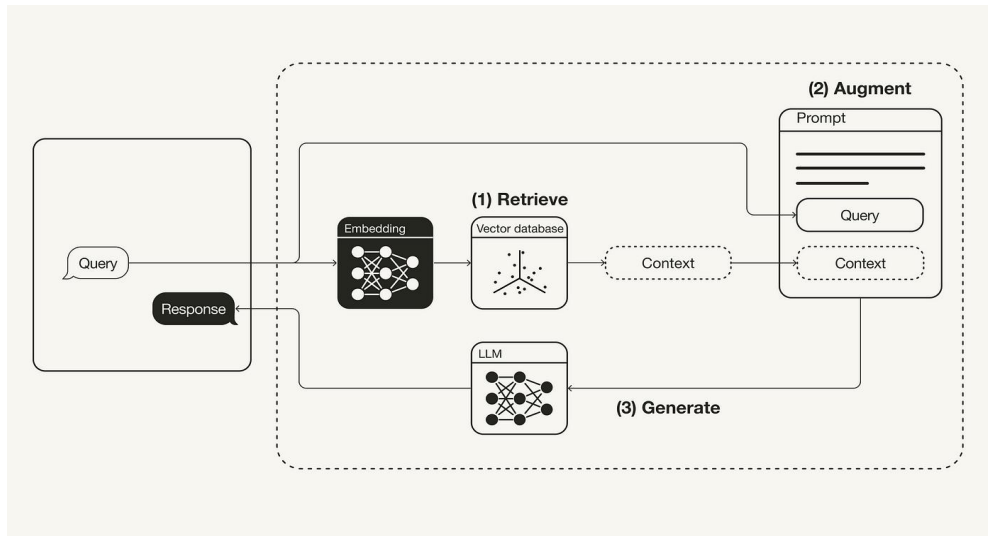 (2) Augment
Prompt
(1) Retrieve
Query
Embedding
Vector database
Query
Context
Context
Response
LLM
(3) Generate